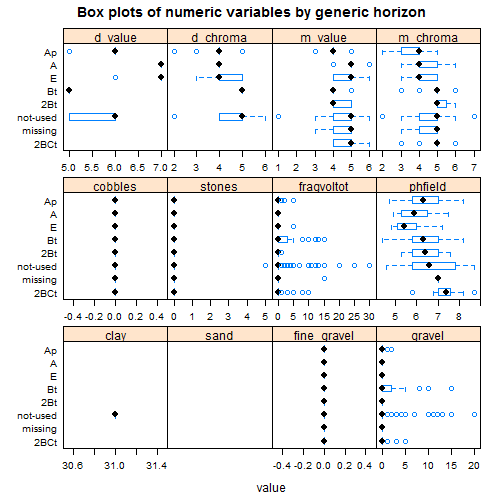 Box plots of numeric variables by generic horizon
d_value d_chroma m_value m_chroma
Ap
A
E
Bt
2Bt
not-used
missing
2BCt
5.0 5.5 6.0 6.5 7.0 2 3 4 5 6 1 2 3 4 5 6 2 3 4 5 6 7
cobbles stones fragvoltot phfield
Ap
A
E
Bt
2Bt
not-used
missing
2BCt
-0.4 0.0 0.2 0.4 0 1 2 3 4 5 0 5 10 15 20 25 30 5 6 7 8
clay sand fine_gravel gravel
Ap
A
E
Bt
2Bt
not-used
missing
2BCt
30.6 31.0 31.4 -0.4 0.0 0.2 0.4 0 5 10 15 20
value